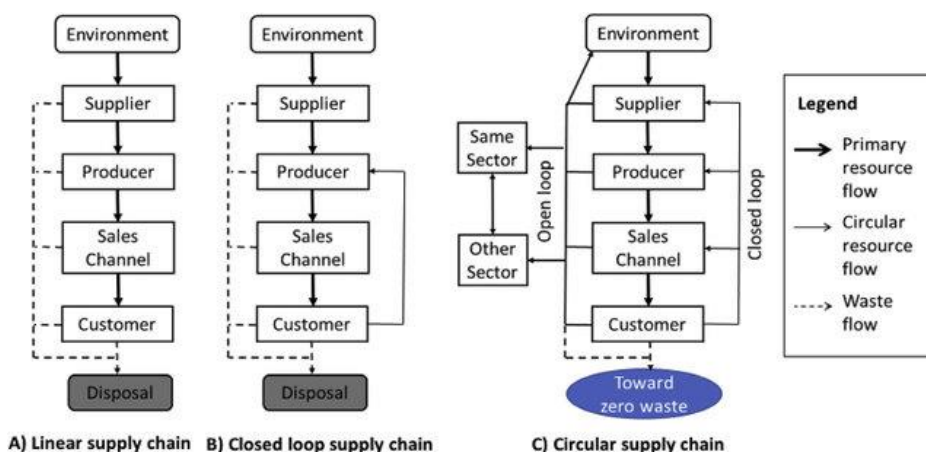 Environment
Supplier
Producer
Sales
Channel
Customer
Disposal
A) Linear supply chain
Environment
Supplier
Producer
Sales
Channel
Customer
Disposal
B) Closed loop supply chain
Environment
Supplier
Producer
Sales
Channel
Customer
Same
Sector
Other
Sector
Open loop
Closed loop
Toward
zero waste
C) Circular supply chain
Legend
Primary
resource
flow
Circular
resource
flow
Waste
flow